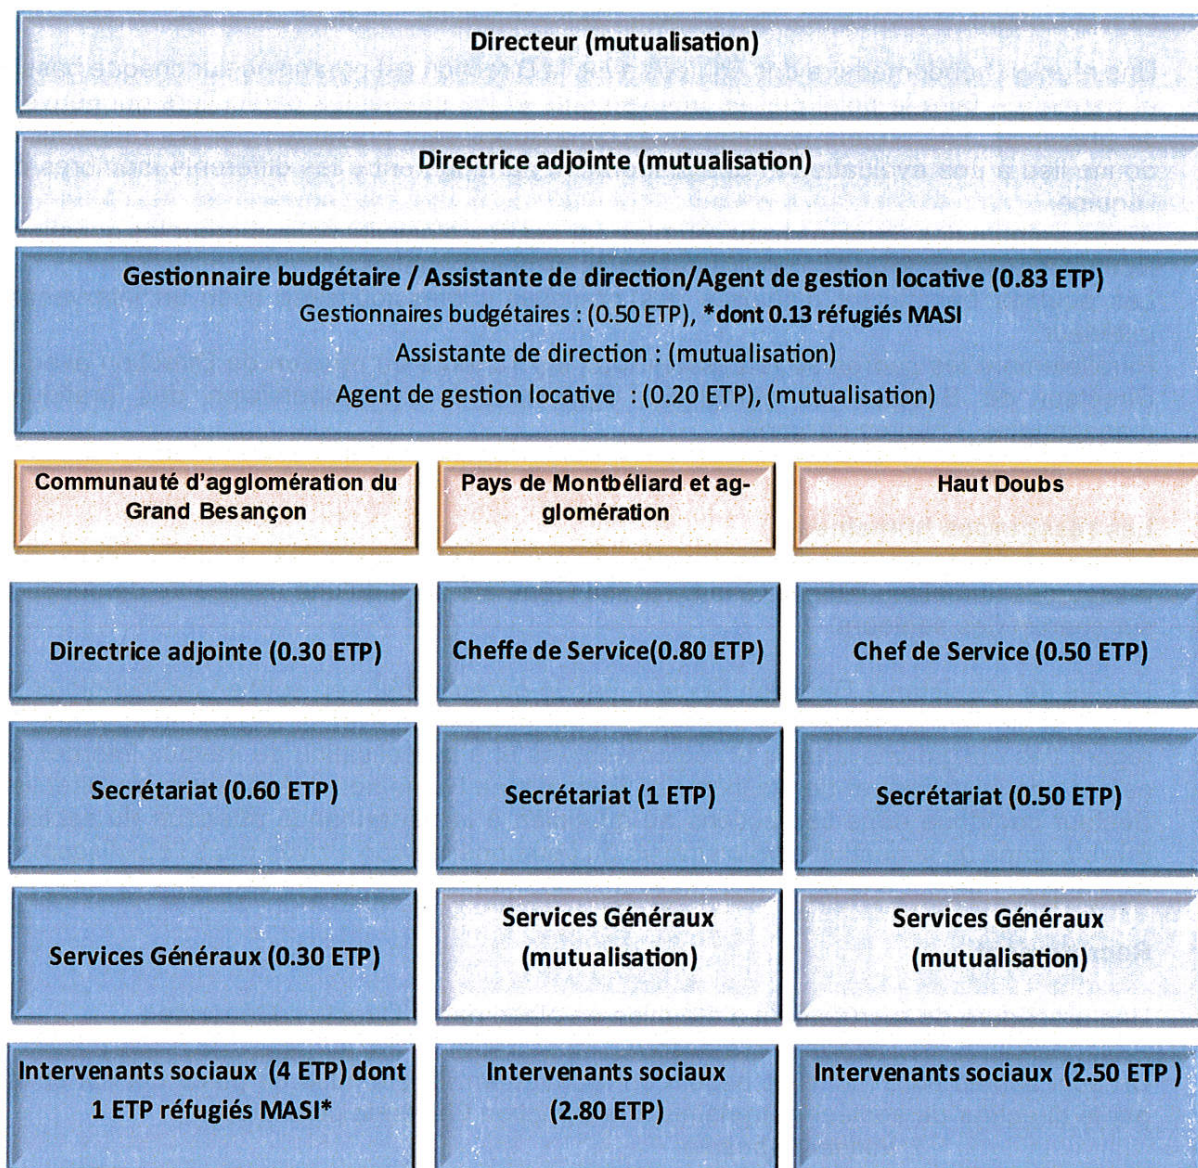 Directeur (mutualisation)
Directrice adjointe (mutualisation)
Gestionnaire budgétaire / Assistante de direction/Agent de gestion locative (0.83 ETP)
Gestionnaires budgétaires : (0.50 ETP), *dont 0.13 réfugiés MASI
Assistante de direction : (mutualisation)
Agent de gestion locative : (0.20 ETP), (mutualisation)
Communauté d'agglomération du
Grand Besançon
Pays de Montbéliard et ag-
glomération
Haut Doubs
Directrice adjointe (0.30 ETP)
Cheffe de Service(0.80 ETP)
Chef de Service (0.50 ETP)
Secrétariat (0.60 ETP)
Secrétariat (1 ETP)
Secrétariat (0.50 ETP)
Services Généraux (0.30 ETP)
Services Généraux
(mutualisation)
Services Généraux
(mutualisation)
Intervenants sociaux (4 ETP) dont
1 ETP réfugiés MASI*
Intervenants sociaux
(2.80 ETP)
Intervenants sociaux (2.50 ETP )